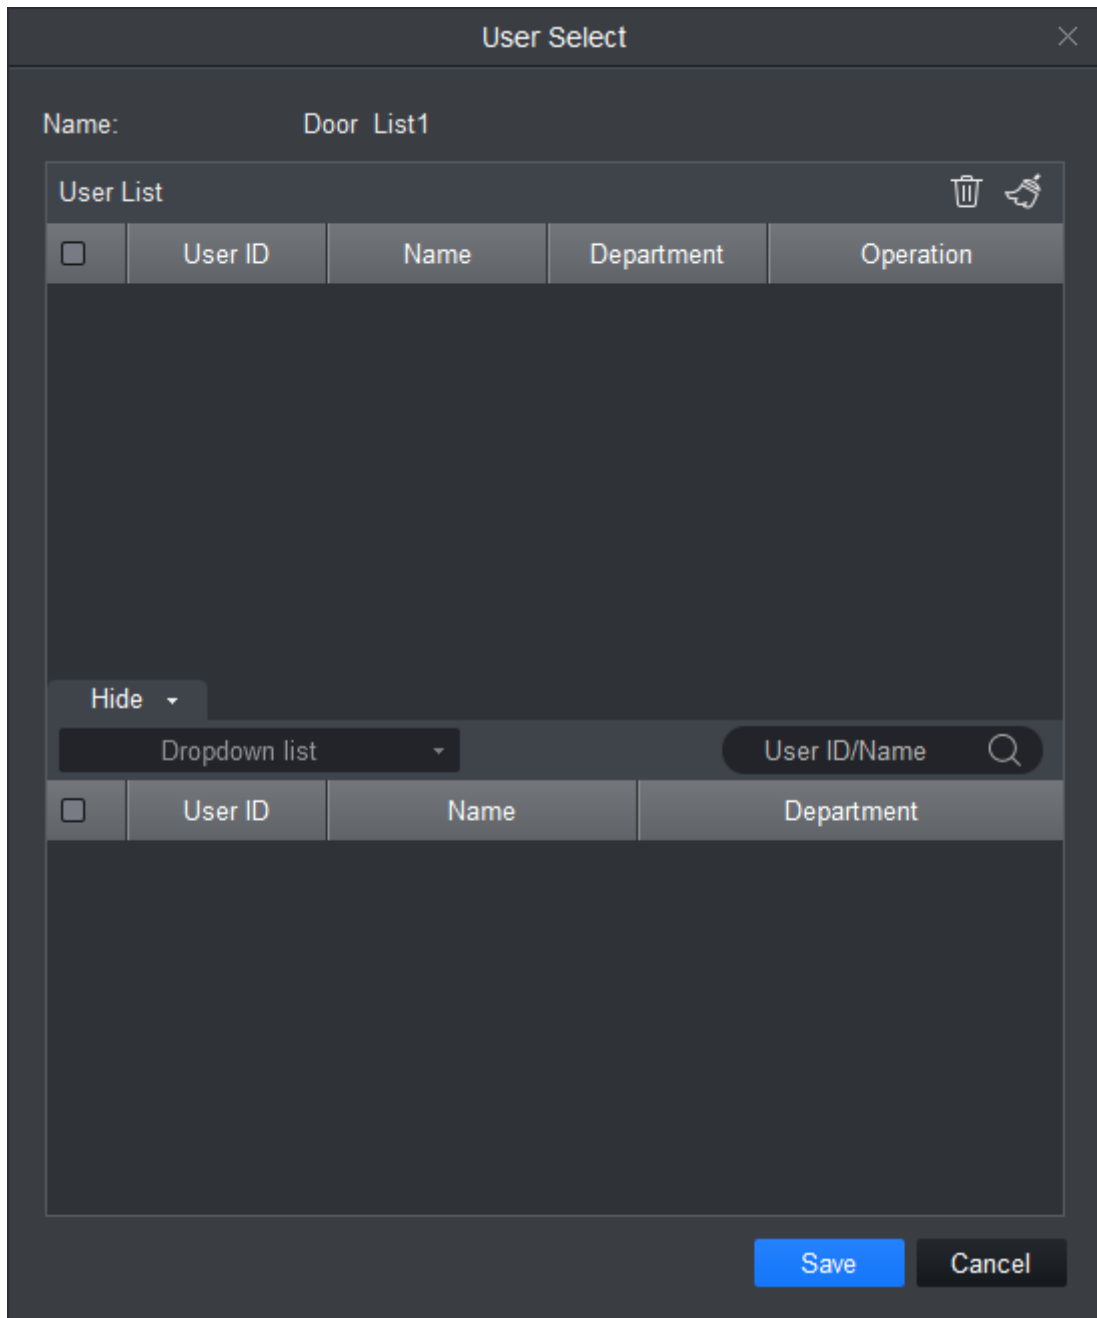 User Select
Name: Door List1
User List
User ID Name Department Operation
Hide
Dropdown list User ID/Name
User ID Name Department
Save Cancel